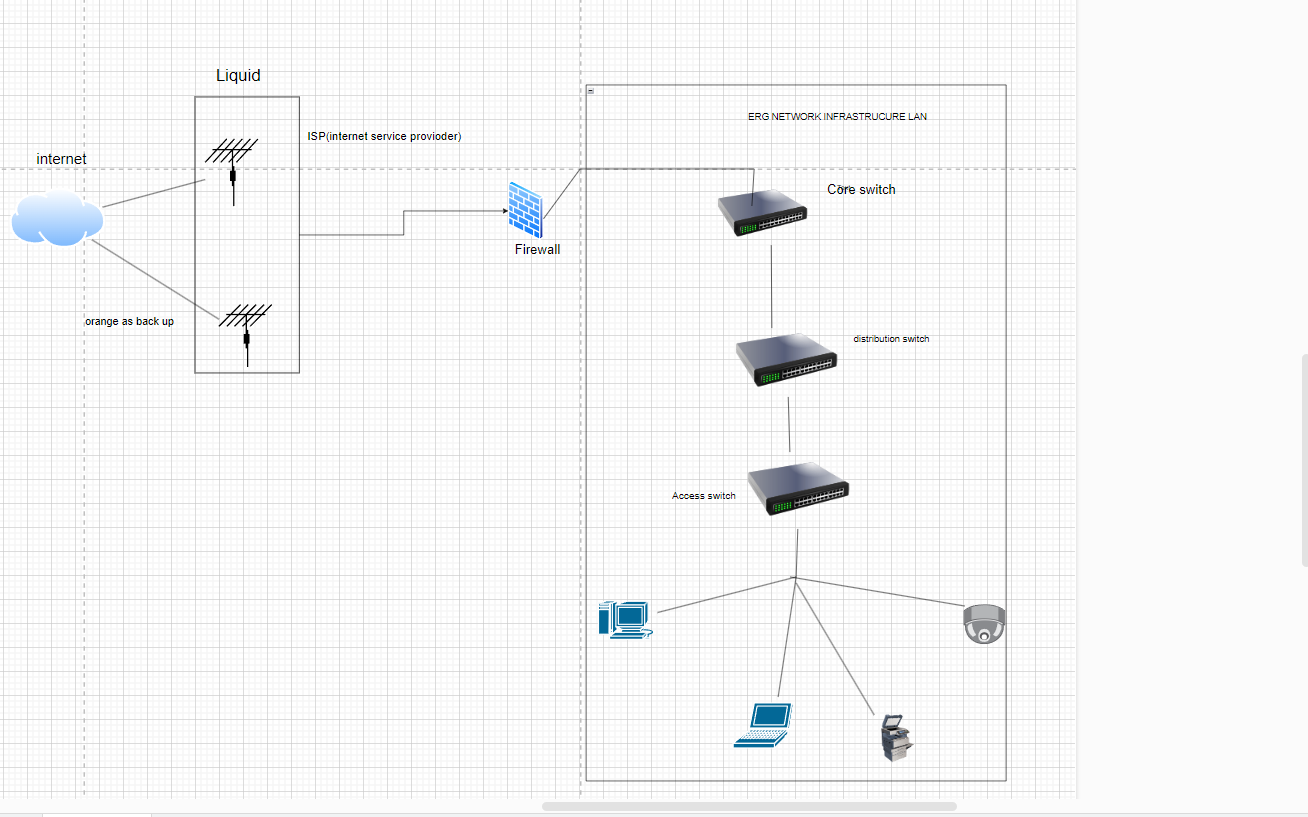 Liquid
ISP(internet service provioder)
internet
orange as back up
Firewall
ERG NETWORK INFRASTRUCURE LAN
Core switch
distribution switch
Access switch